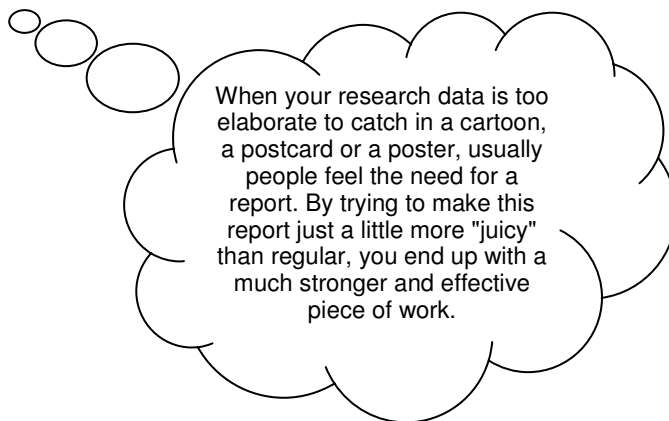 When your research data is too
elaborate to catch in a cartoon,
a postcard or a poster, usually
people feel the need for a
report. By trying to make this
report just a little more "juicy"
than regular, you end up with a
much stronger and effective
piece of work.